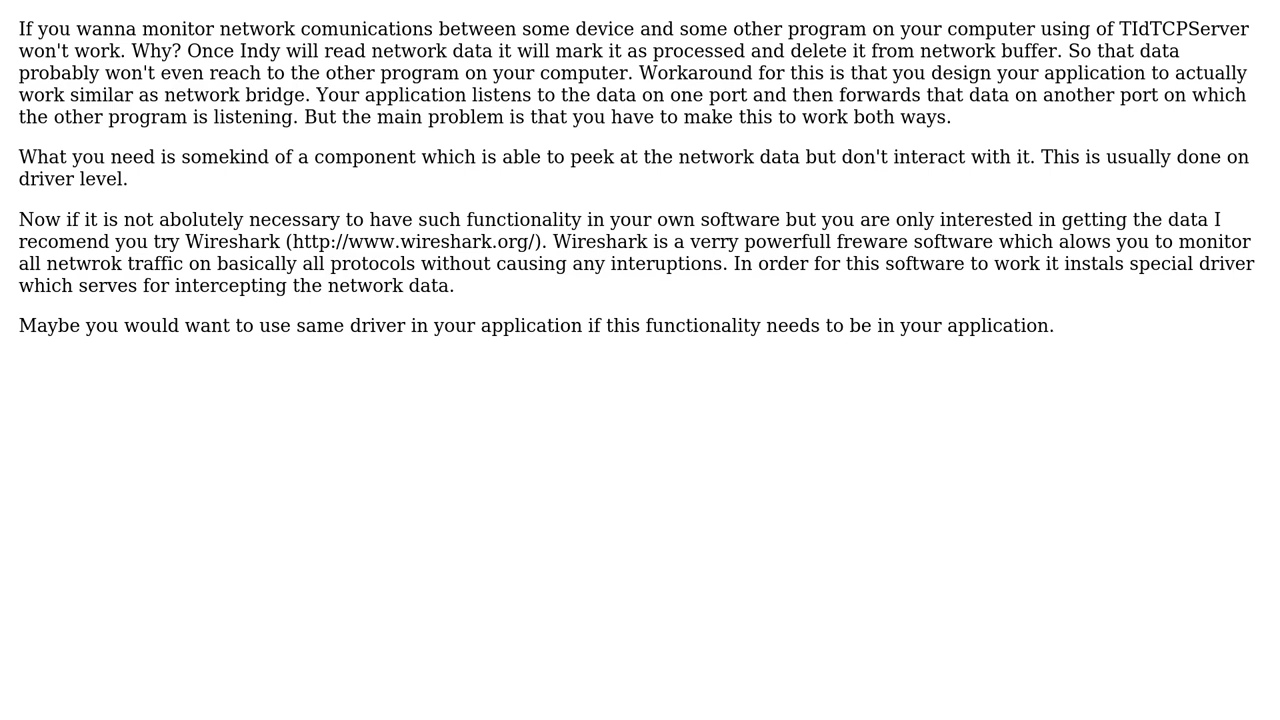 If you wanna monitor network comunications between some device and some other program on your computer using of TIdTCPServer
won't work. Why? Once Indy will read network data it will mark it as processed and delete it from network buffer. So that data
probably won't even reach to the other program on your computer. Workaround for this is that you design your application to actually
work similar as network bridge. Your application listens to the data on one port and then forwards that data on another port on which
the other program is listening. But the main problem is that you have to make this to work both ways.
What you need is somekind of a component which is able to peek at the network data but don't interact with it. This is usually done on
driver level.
Now if it is not abolutely necessary to have such functionality in your own software but you are only interested in getting the data I
recomend you try Wireshark (http://www.wireshark.org/). Wireshark is a verry powerfull freware software which alows you to monitor
all netwrok traffic on basically all protocols without causing any interuptions. In order for this software to work it instals special driver
which serves for intercepting the network data.
Maybe you would want to use same driver in your application if this functionality needs to be in your application.